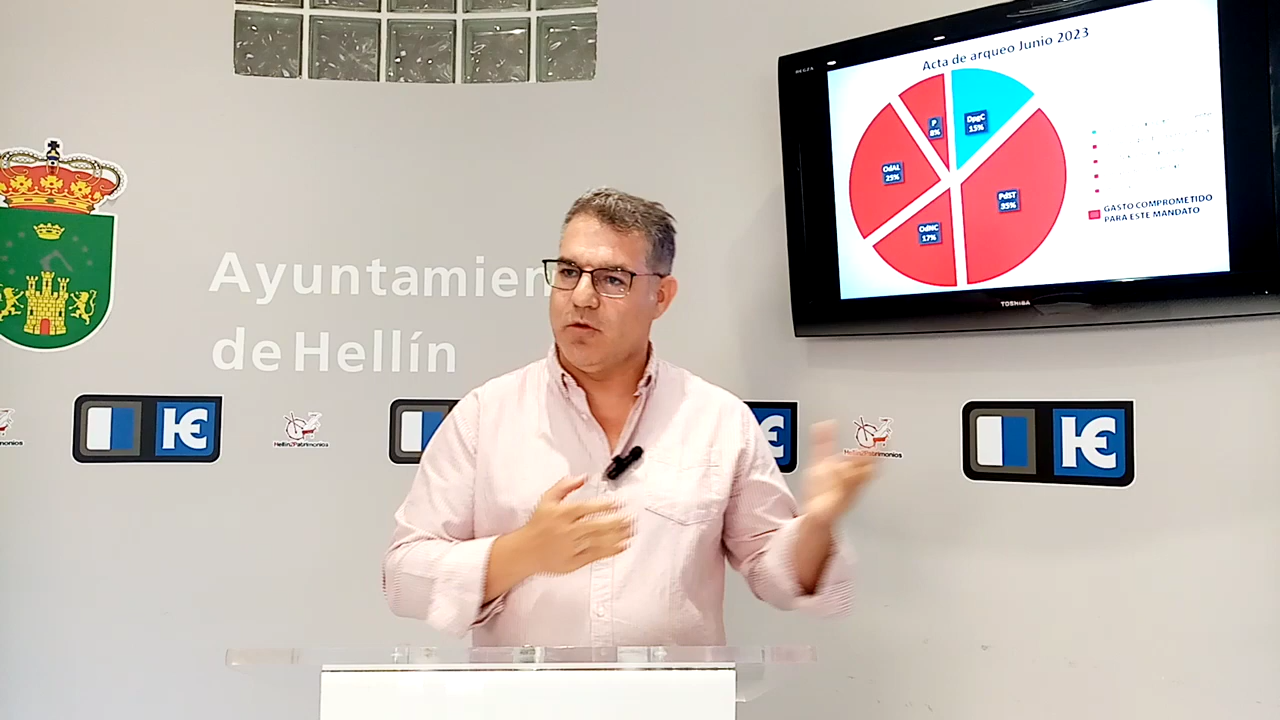 Acta de arqueo Junio 2023
P
8%
DpgC
15%
OdAL
25%
PdST
35%
OdNC
17%
GASTO COMPROMETIDO
PARA ESTE MANDATO
TOSHIBA
Ayuntamien
de Hellín
Hellín2Patrimonios
Hellín2Patrimonios